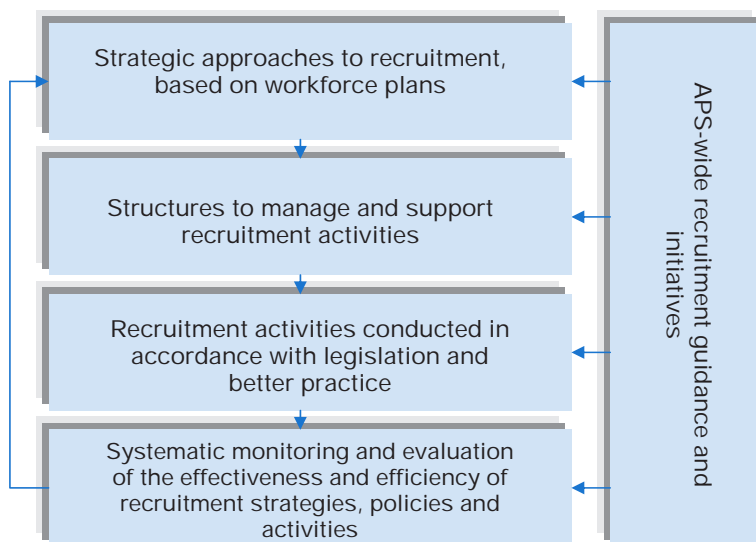 Strategic approaches to recruitment,
based on workforce plans
Structures to manage and support
recruitment activities
Recruitment activities conducted in
accordance with legislation and
better practice
Systematic monitoring and evaluation
of the effectiveness and efficiency of
recruitment strategies, policies and
activities
APS-wide recruitment guidance and
initiatives